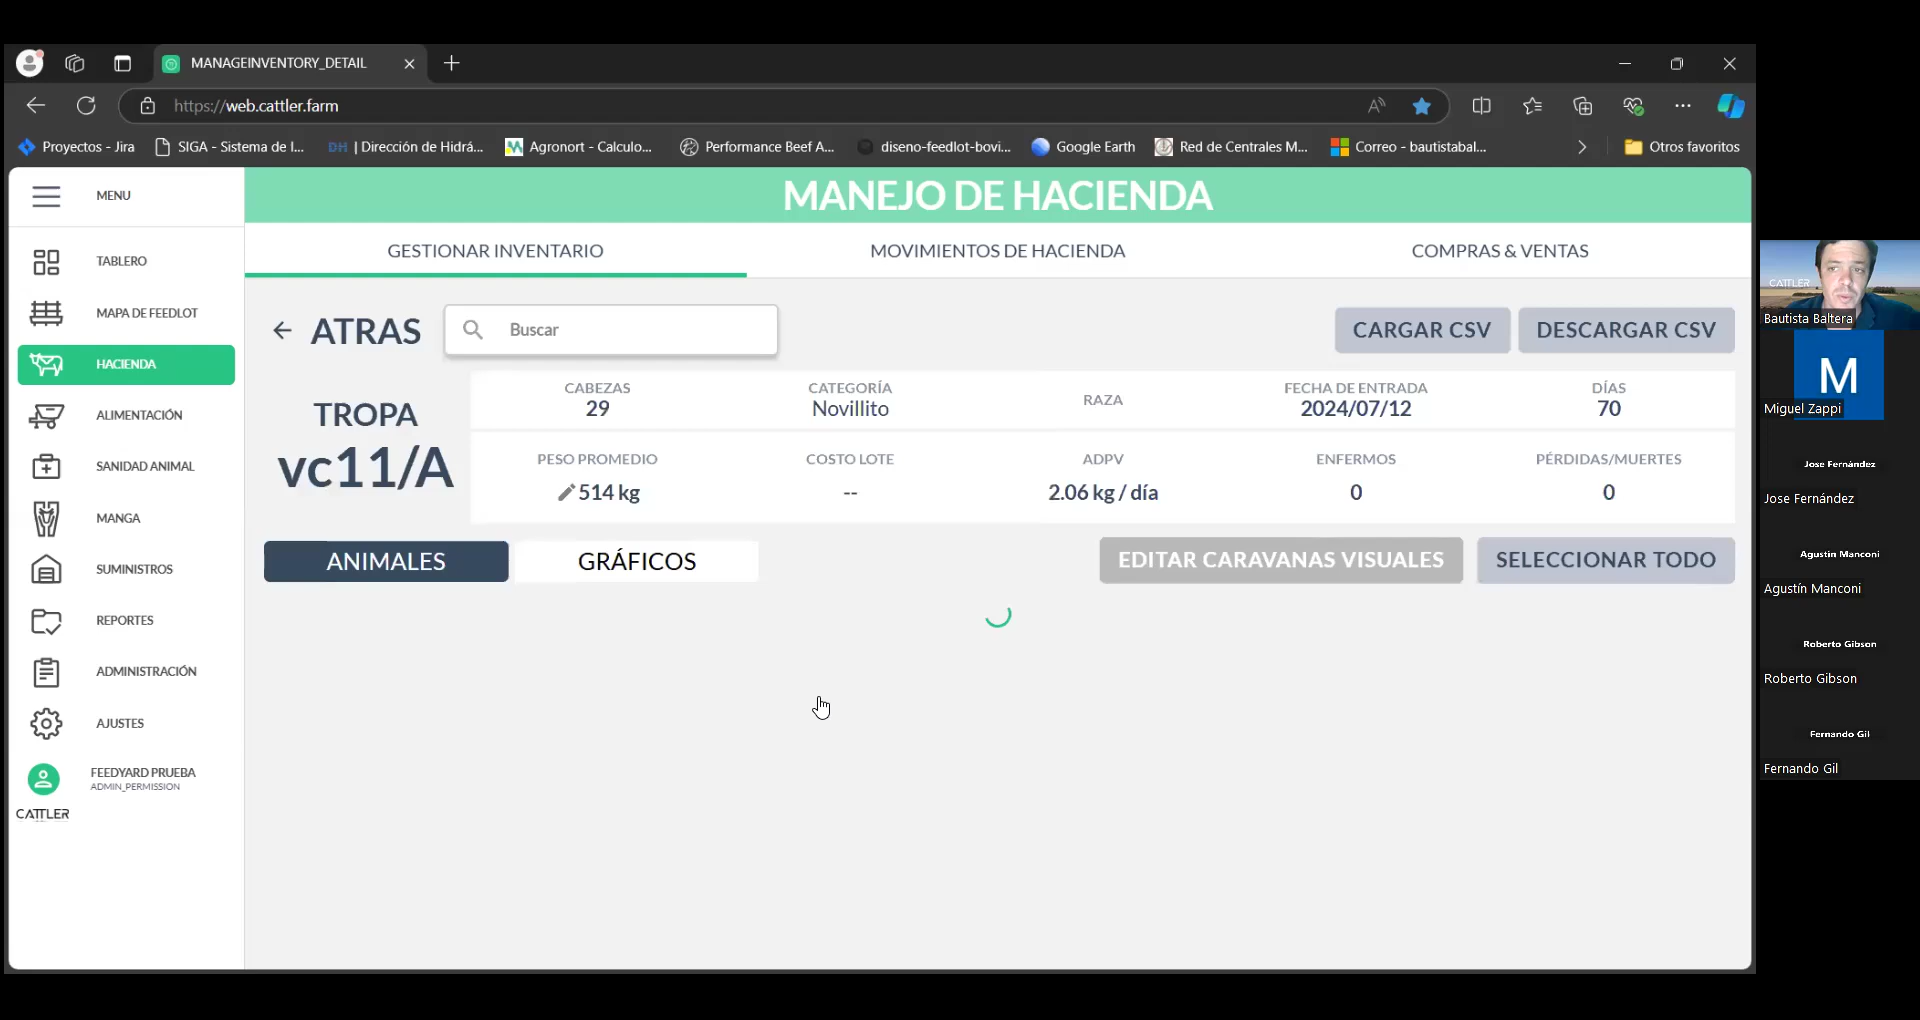 MANAGEINVENTORY_DETAIL
https://web.cattler.farm
Proyectos - Jira
SIGA - Sistema de I...
DH | Dirección de Hidrá...
Agronort - Calculo...
Performance Beef A...
diseno-feedlot-bovi...
Google Earth
Red de Centrales M...
Correo - bautistabal...
Otros favoritos
MENU
MANEJO DE HACIENDA
GESTIONAR INVENTARIO
MOVIMIENTOS DE HACIENDA
COMPRAS & VENTAS
TABLERO
MAPA DE FEEDLOT
HACIENDA
ALIMENTACIÓN
SANIDAD ANIMAL
MANGA
SUMINISTROS
REPORTES
ADMINISTRACIÓN
AJUSTES
FEEDYARD PRUEBA
ADMIN_PERMISSION
CATTLER
ATRAS
Buscar
CARGAR CSV
DESCARGAR CSV
TROPA
vc11/A
CABEZAS
29
CATEGORÍA
Novillito
RAZA
FECHA DE ENTRADA
2024/07/12
DÍAS
70
PESO PROMEDIO
514 kg
COSTO LOTE
--
ADPV
2.06 kg / día
ENFERMOS
0
PÉRDIDAS/MUERTES
0
ANIMALES
GRÁFICOS
EDITAR CARAVANAS VISUALES
SELECCIONAR TODO
CATTLER
Bautista Baltera
M
Miguel Zappi
Jose Fernández
Jose Fernández
Agustín Manconi
Agustín Manconi
Roberto Gibson
Roberto Gibson
Fernando Gil
Fernando Gil